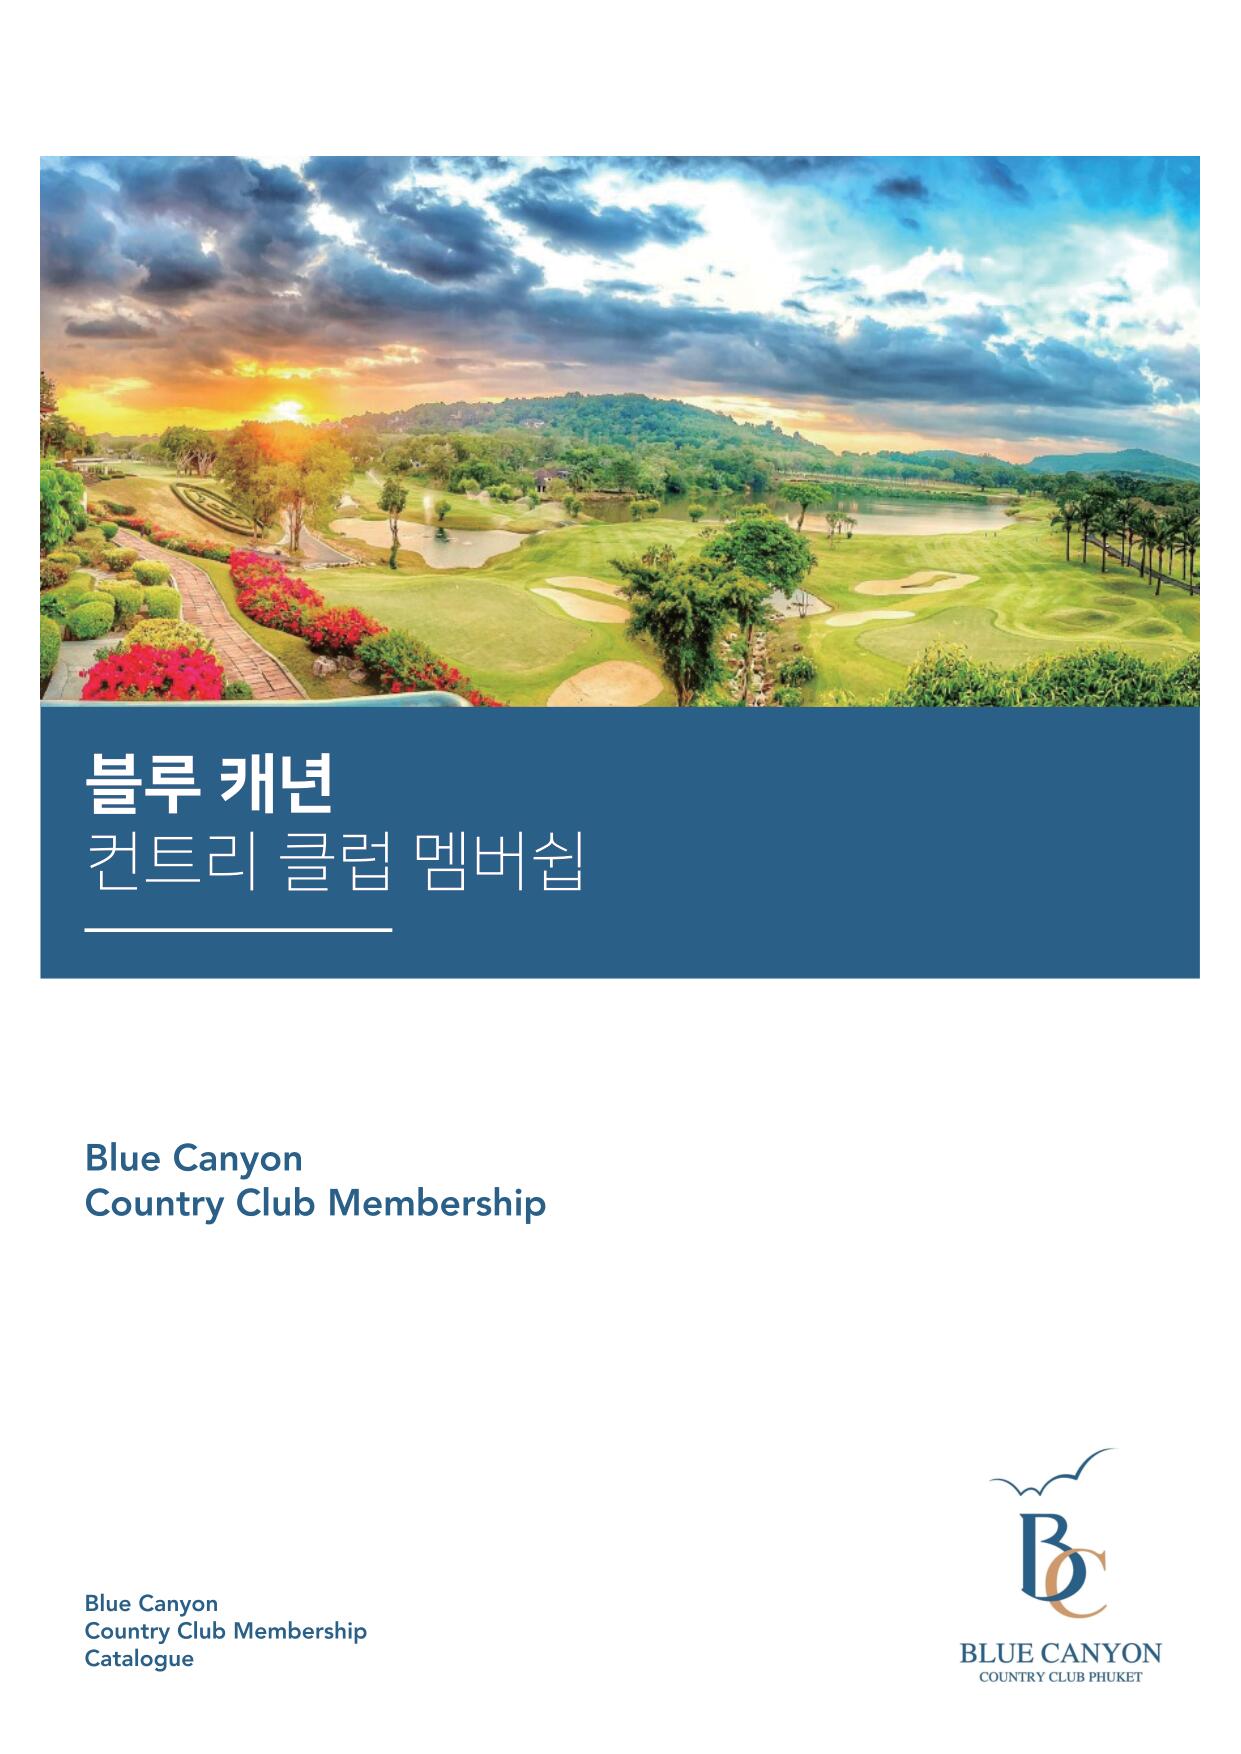 블루 캐년
컨트리 클럽 멤버쉽
Blue Canyon
Country Club Membership
Blue Canyon
Country Club Membership
Catalogue
BC
BLUE CANYON
COUNTRY CLUB PHUKET